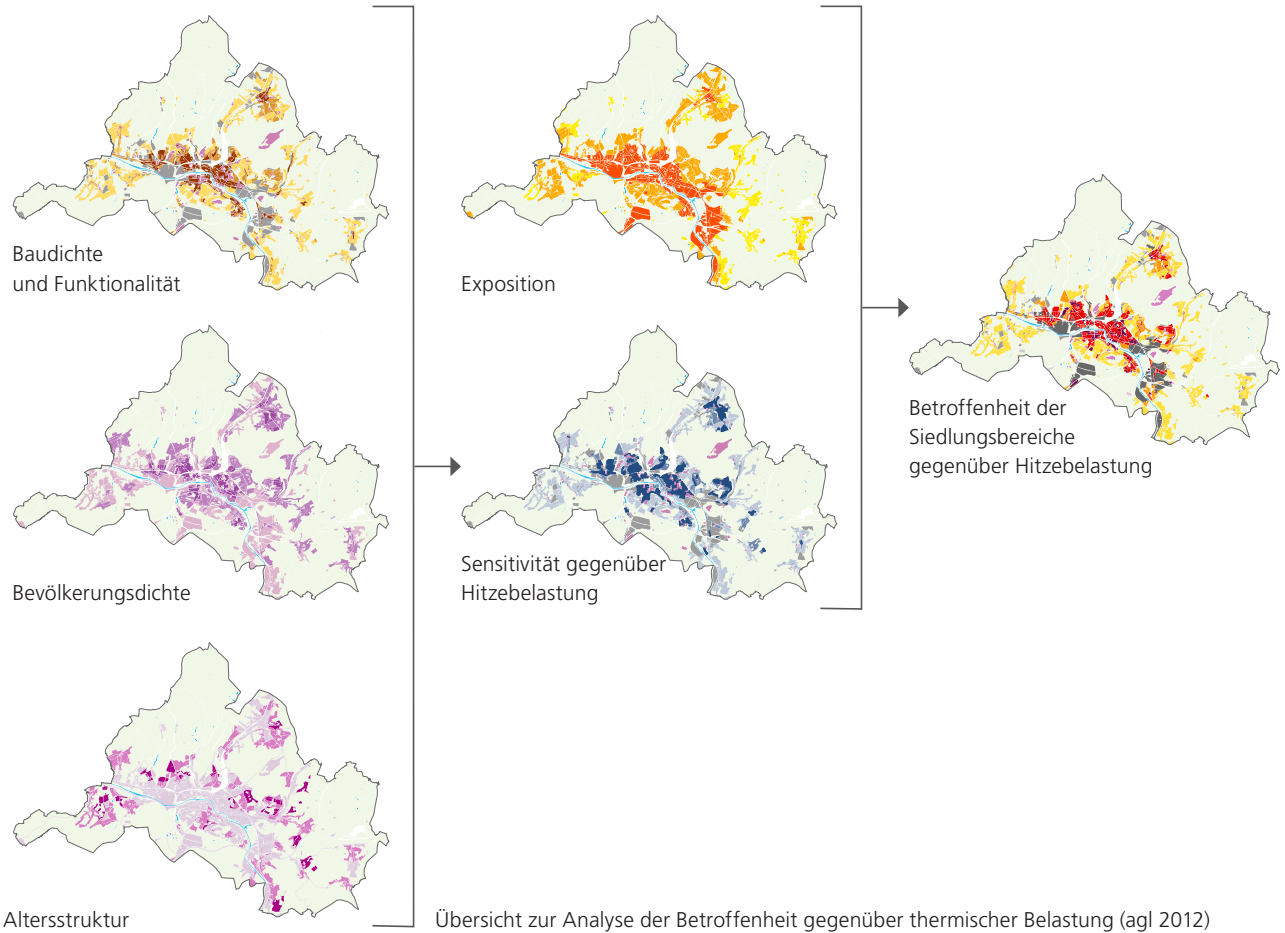 Baudichte
und Funktionalität
Exposition
Bevölkerungsdichte
Sensitivität gegenüber
Hitzebelastung
Betroffenheit der
Siedlungsbereiche
gegenüber Hitzebelastung
Altersstruktur
Übersicht zur Analyse der Betroffenheit gegenüber thermischer Belastung (agl 2012)